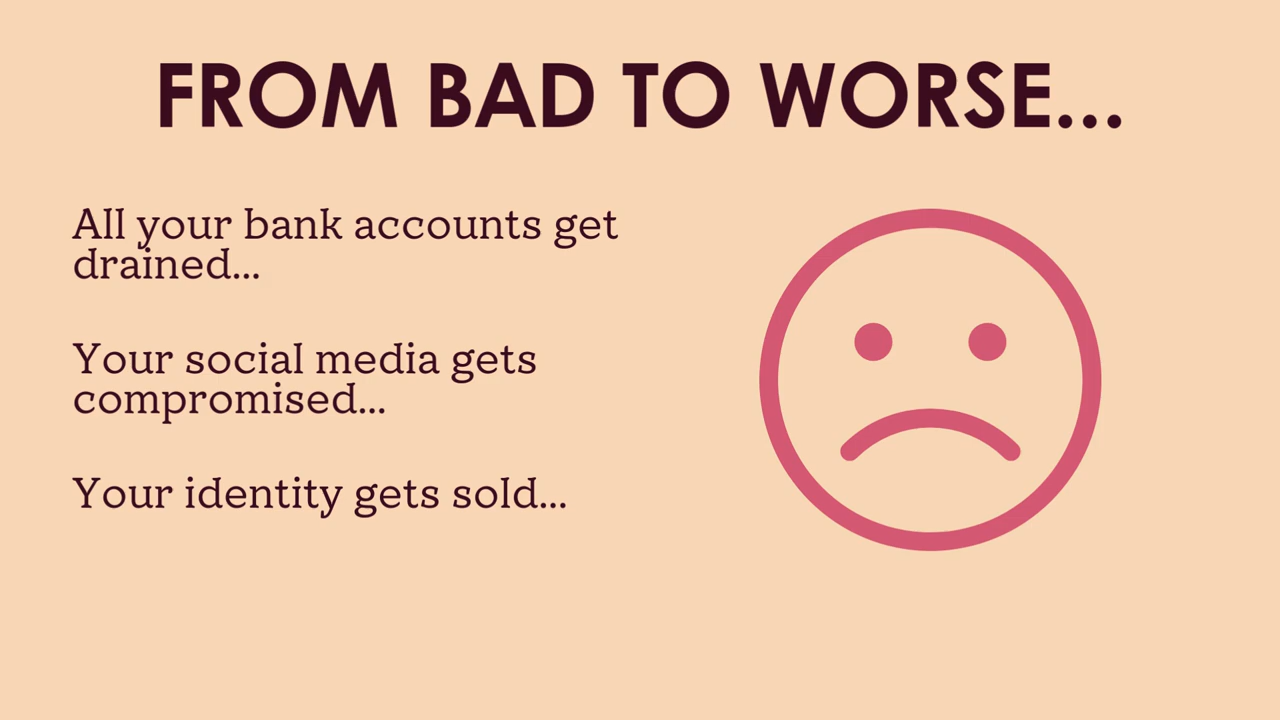 FROM BAD TO WORSE...
All your bank accounts get
drained...
Your social media gets
compromised...
Your identity gets sold...